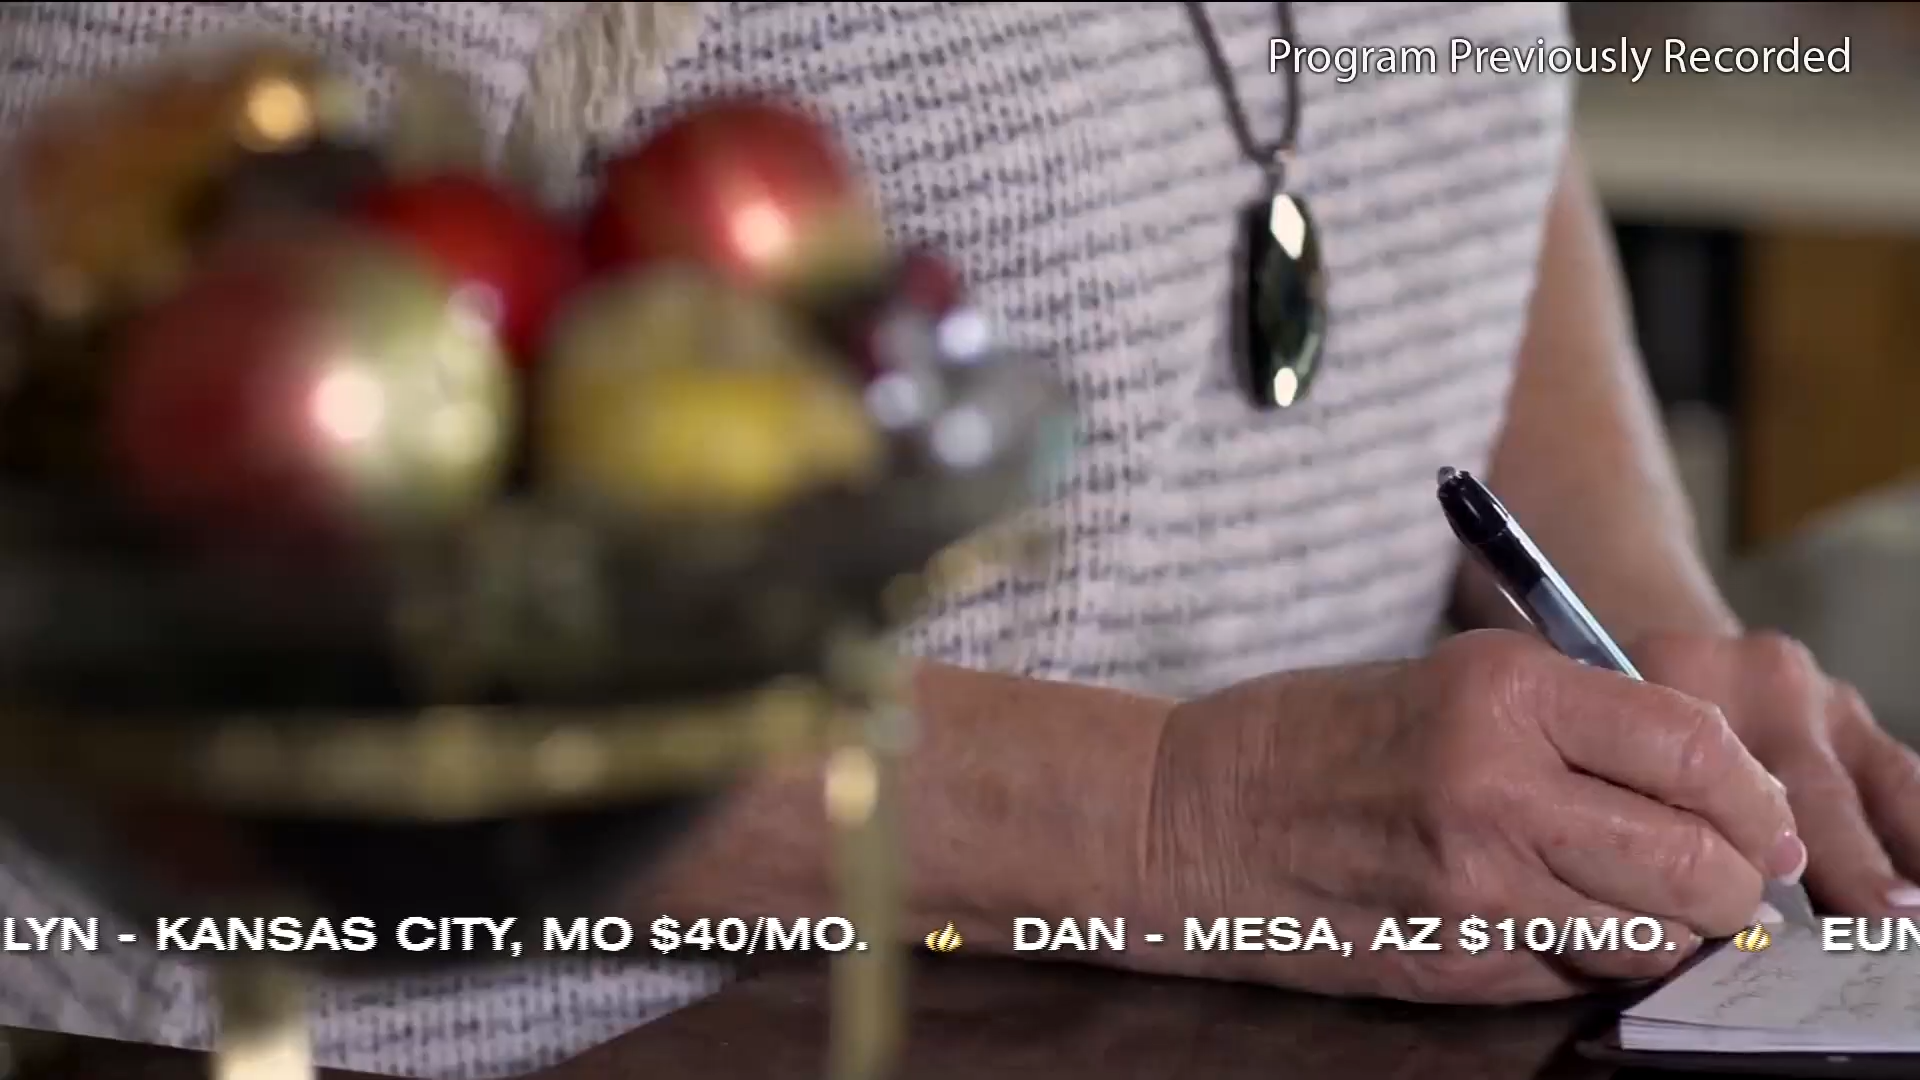 Program Previously Recorded
LYN - KANSAS CITY, MO $40/MO. DAN - MESA, AZ $10/MO. EUN